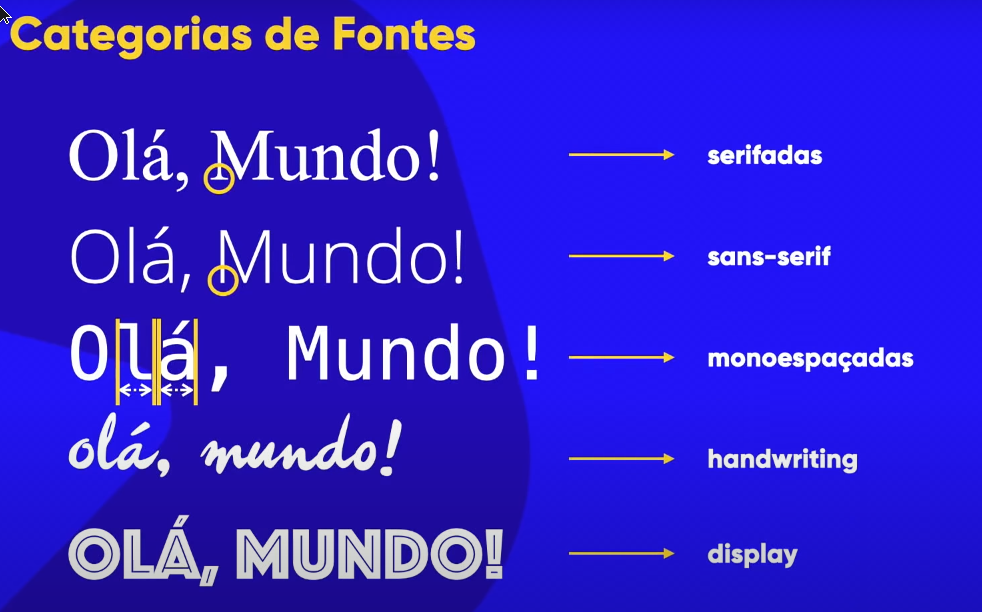 Categorias de Fontes
Olá, Mundo!
serifadas
Olá, Mundo!
sans-serif
Olá, Mundo!
monoespaçadas
olá, mundo!
handwriting
OLÁ, MUNDO!
display